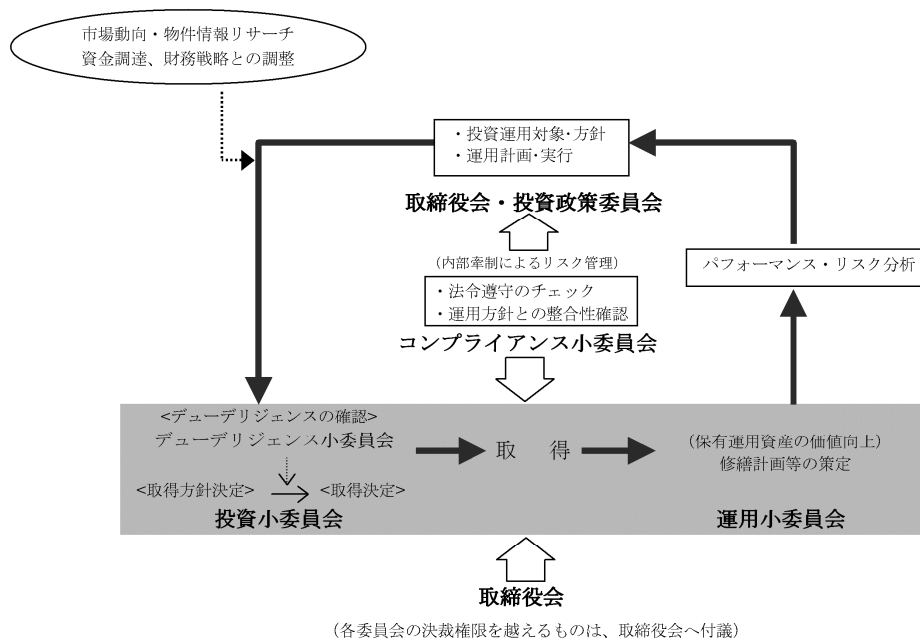 市場動向・物件情報リサーチ
資金調達、財務戦略との調整
・投資運用対象・方針
・運用計画・実行
取締役会・投資政策委員会
(内部牽制によるリスク管理)
・法令遵守のチェック
・運用方針との整合性確認
コンプライアンス小委員会
パフォーマンス・リスク分析
<デューデリジェンスの確認>
デューデリジェンス小委員会
<取得方針決定>
<取得決定>
投資小委員会
取　得
(保有運用資産の価値向上)
修繕計画等の策定
運用小委員会
取締役会
(各委員会の決裁権限を越えるものは、取締役会へ付議)